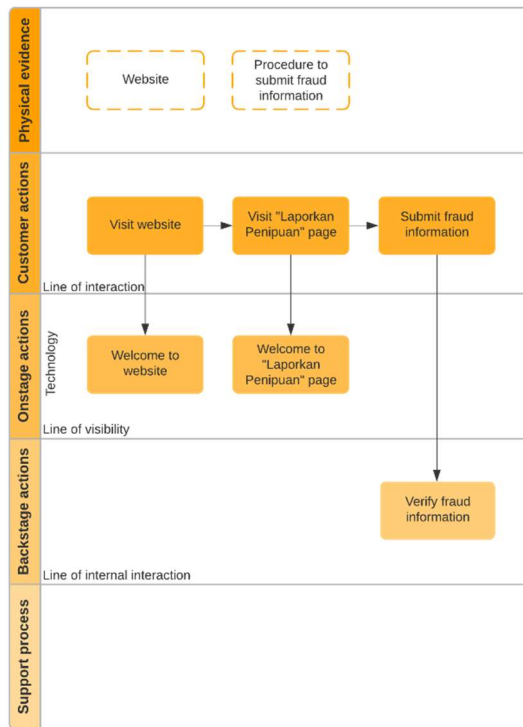 Physical evidence
Website
Procedure to
submit fraud
information
Customer actions
Visit website
Visit "Laporkan
Penipuan" page
Submit fraud
information
Line of interaction
Onstage actions
Technology
Welcome to
website
Welcome to
"Laporkan
Penipuan" page
Line of visibility
Backstage actions
Verify fraud
information
Line of internal interaction
Support process